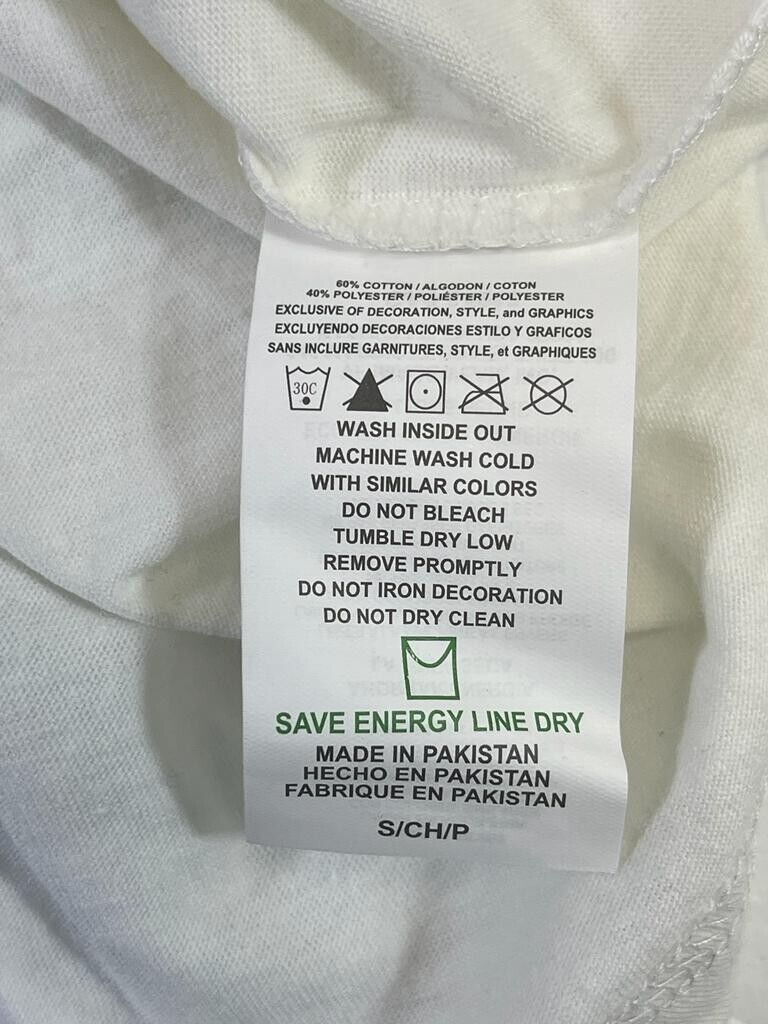 60% COTTON / ALGODON / COTON
40% POLYESTER / POLIÉSTER / POLYESTER
EXCLUSIVE OF DECORATION, STYLE, and GRAPHICS
EXCLUYENDO DECORACIONES ESTILO Y GRAFICOS
SANS INCLURE GARNITURES, STYLE, et GRAPHIQUES
30C
WASH INSIDE OUT
MACHINE WASH COLD
WITH SIMILAR COLORS
DO NOT BLEACH
TUMBLE DRY LOW
REMOVE PROMPTLY
DO NOT IRON DECORATION
DO NOT DRY CLEAN
SAVE ENERGY LINE DRY
MADE IN PAKISTAN
HECHO EN PAKISTAN
FABRIQUE EN PAKISTAN
S/CH/P